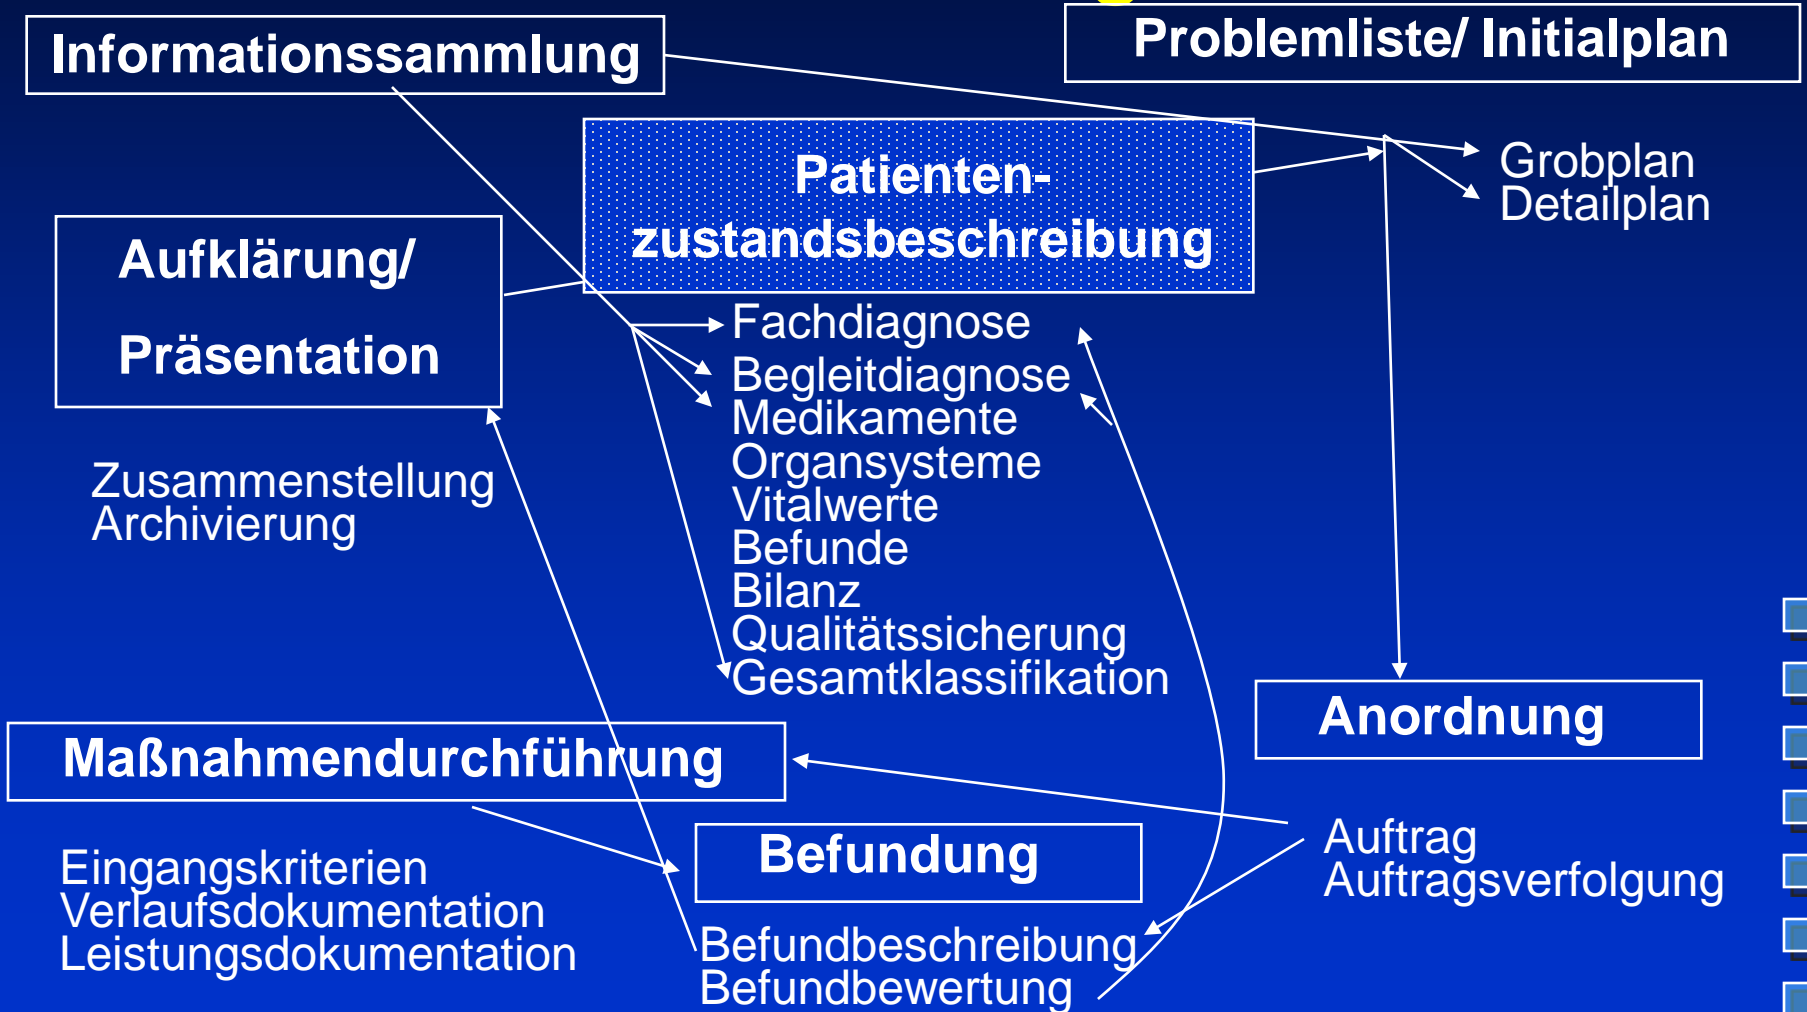 Informationssammlung
Problemliste/ Initialplan
Patienten-
zustandsbeschreibung
Grobplan
Detailplan
Aufklärung/
Präsentation
Zusammenstellung
Archivierung
Fachdiagnose
Begleitdiagnose
Medikamente
Organsysteme
Vitalwerte
Befunde
Bilanz
Qualitätssicherung
Gesamtklassifikation
Anordnung
Auftrag
Auftragsverfolgung
Maßnahmendurchführung
Eingangskriterien
Verlaufsdokumentation
Leistungsdokumentation
Befundung
Befundbeschreibung
Befundbewertung